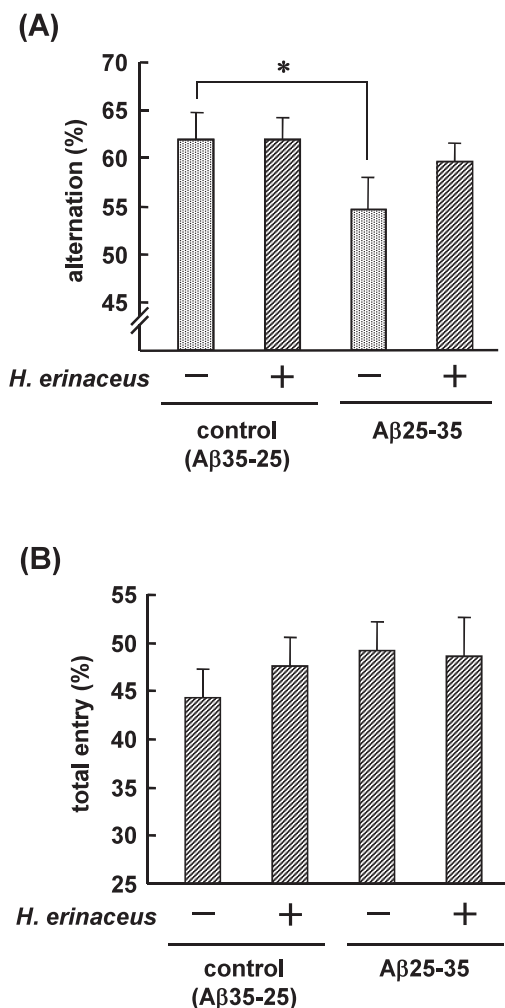 (A)
*
70
65
60
55
50
45
alternation (%)
H. erinaceus − + − +
control Aβ25-35
(Aβ35-25)
(B)
55
50
45
40
35
30
25
total entry (%)
H. erinaceus − + − +
control Aβ25-35
(Aβ35-25)